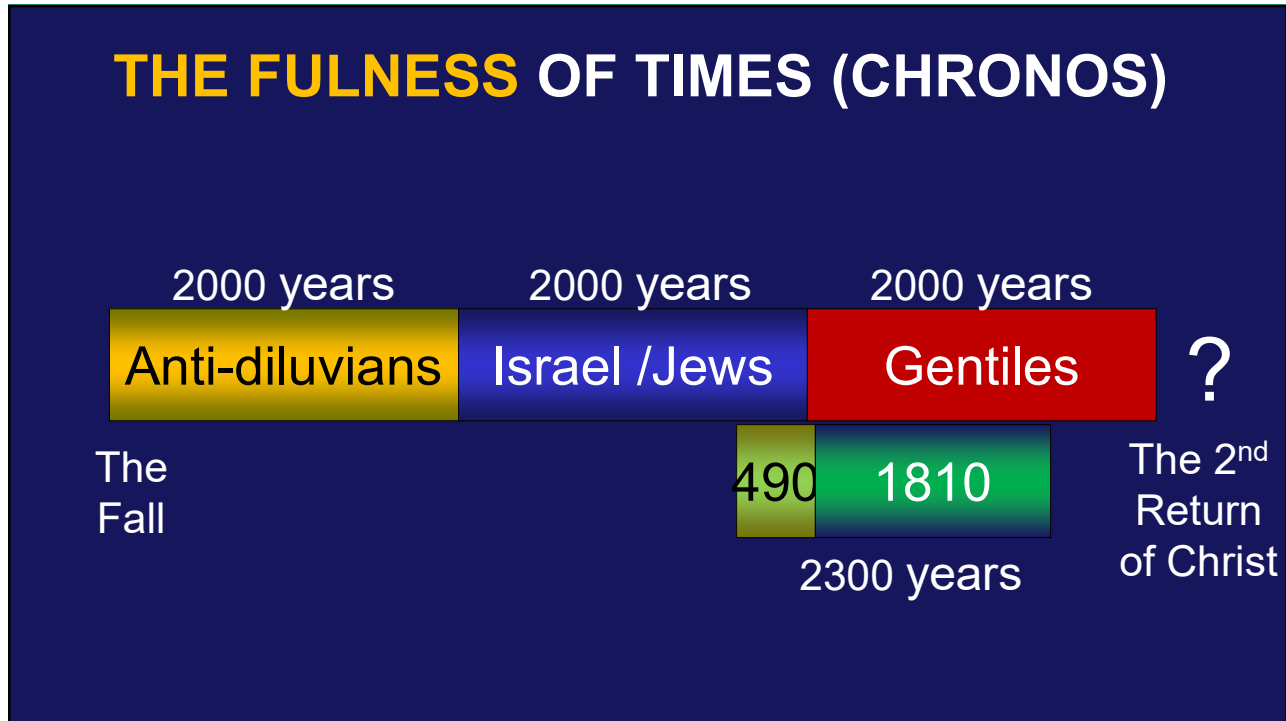 THE FULNESS OF TIMES (CHRONOS)
2000 years 2000 years 2000 years
Anti-diluvians Israel /Jews Gentiles ?
The
Fall
490 1810
2300 years
The 2nd
Return
of Christ